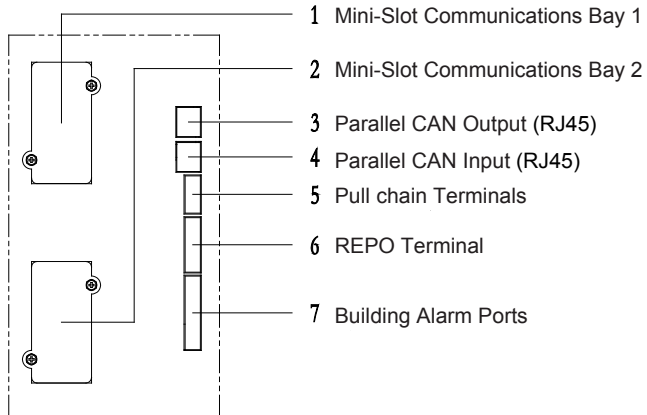 1 Mini-Slot Communications Bay 1
2 Mini-Slot Communications Bay 2
3 Parallel CAN Output (RJ45)
4 Parallel CAN Input (RJ45)
5 Pull chain Terminals
6 REPO Terminal
7 Building Alarm Ports